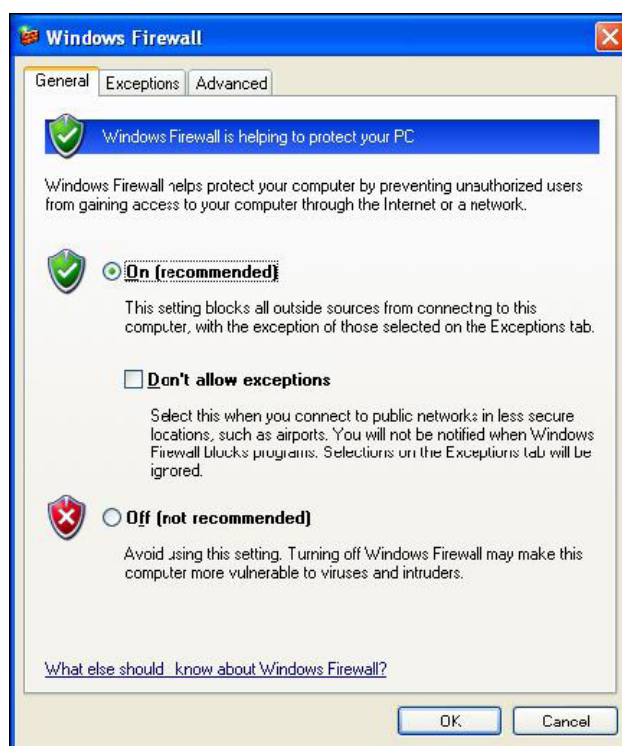 Windows Firewall
General Exceptions Advanced
Windows Firewall is helping to protect your PC
Windows Firewall helps protect your computer by preventing unauthorized users
from gaining access to your computer through the Internet or a network.
On (recommended)
This setting blocks all outside sources from connecting to this
computer, with the exception of those selected on the Exceptions tab.
Don't allow exceptions
Select this when you connect to public networks in less secure
locations, such as airports. You will not be notified when Windows
Firewall blocks programs. Selections on the Exceptions tab will be
ignored.
Off (not recommended)
Avoid using this setting. Turning off Windows Firewall may make this
computer more vulnerable to viruses and intruders.
What else should know about Windows Firewall?
OK Cancel